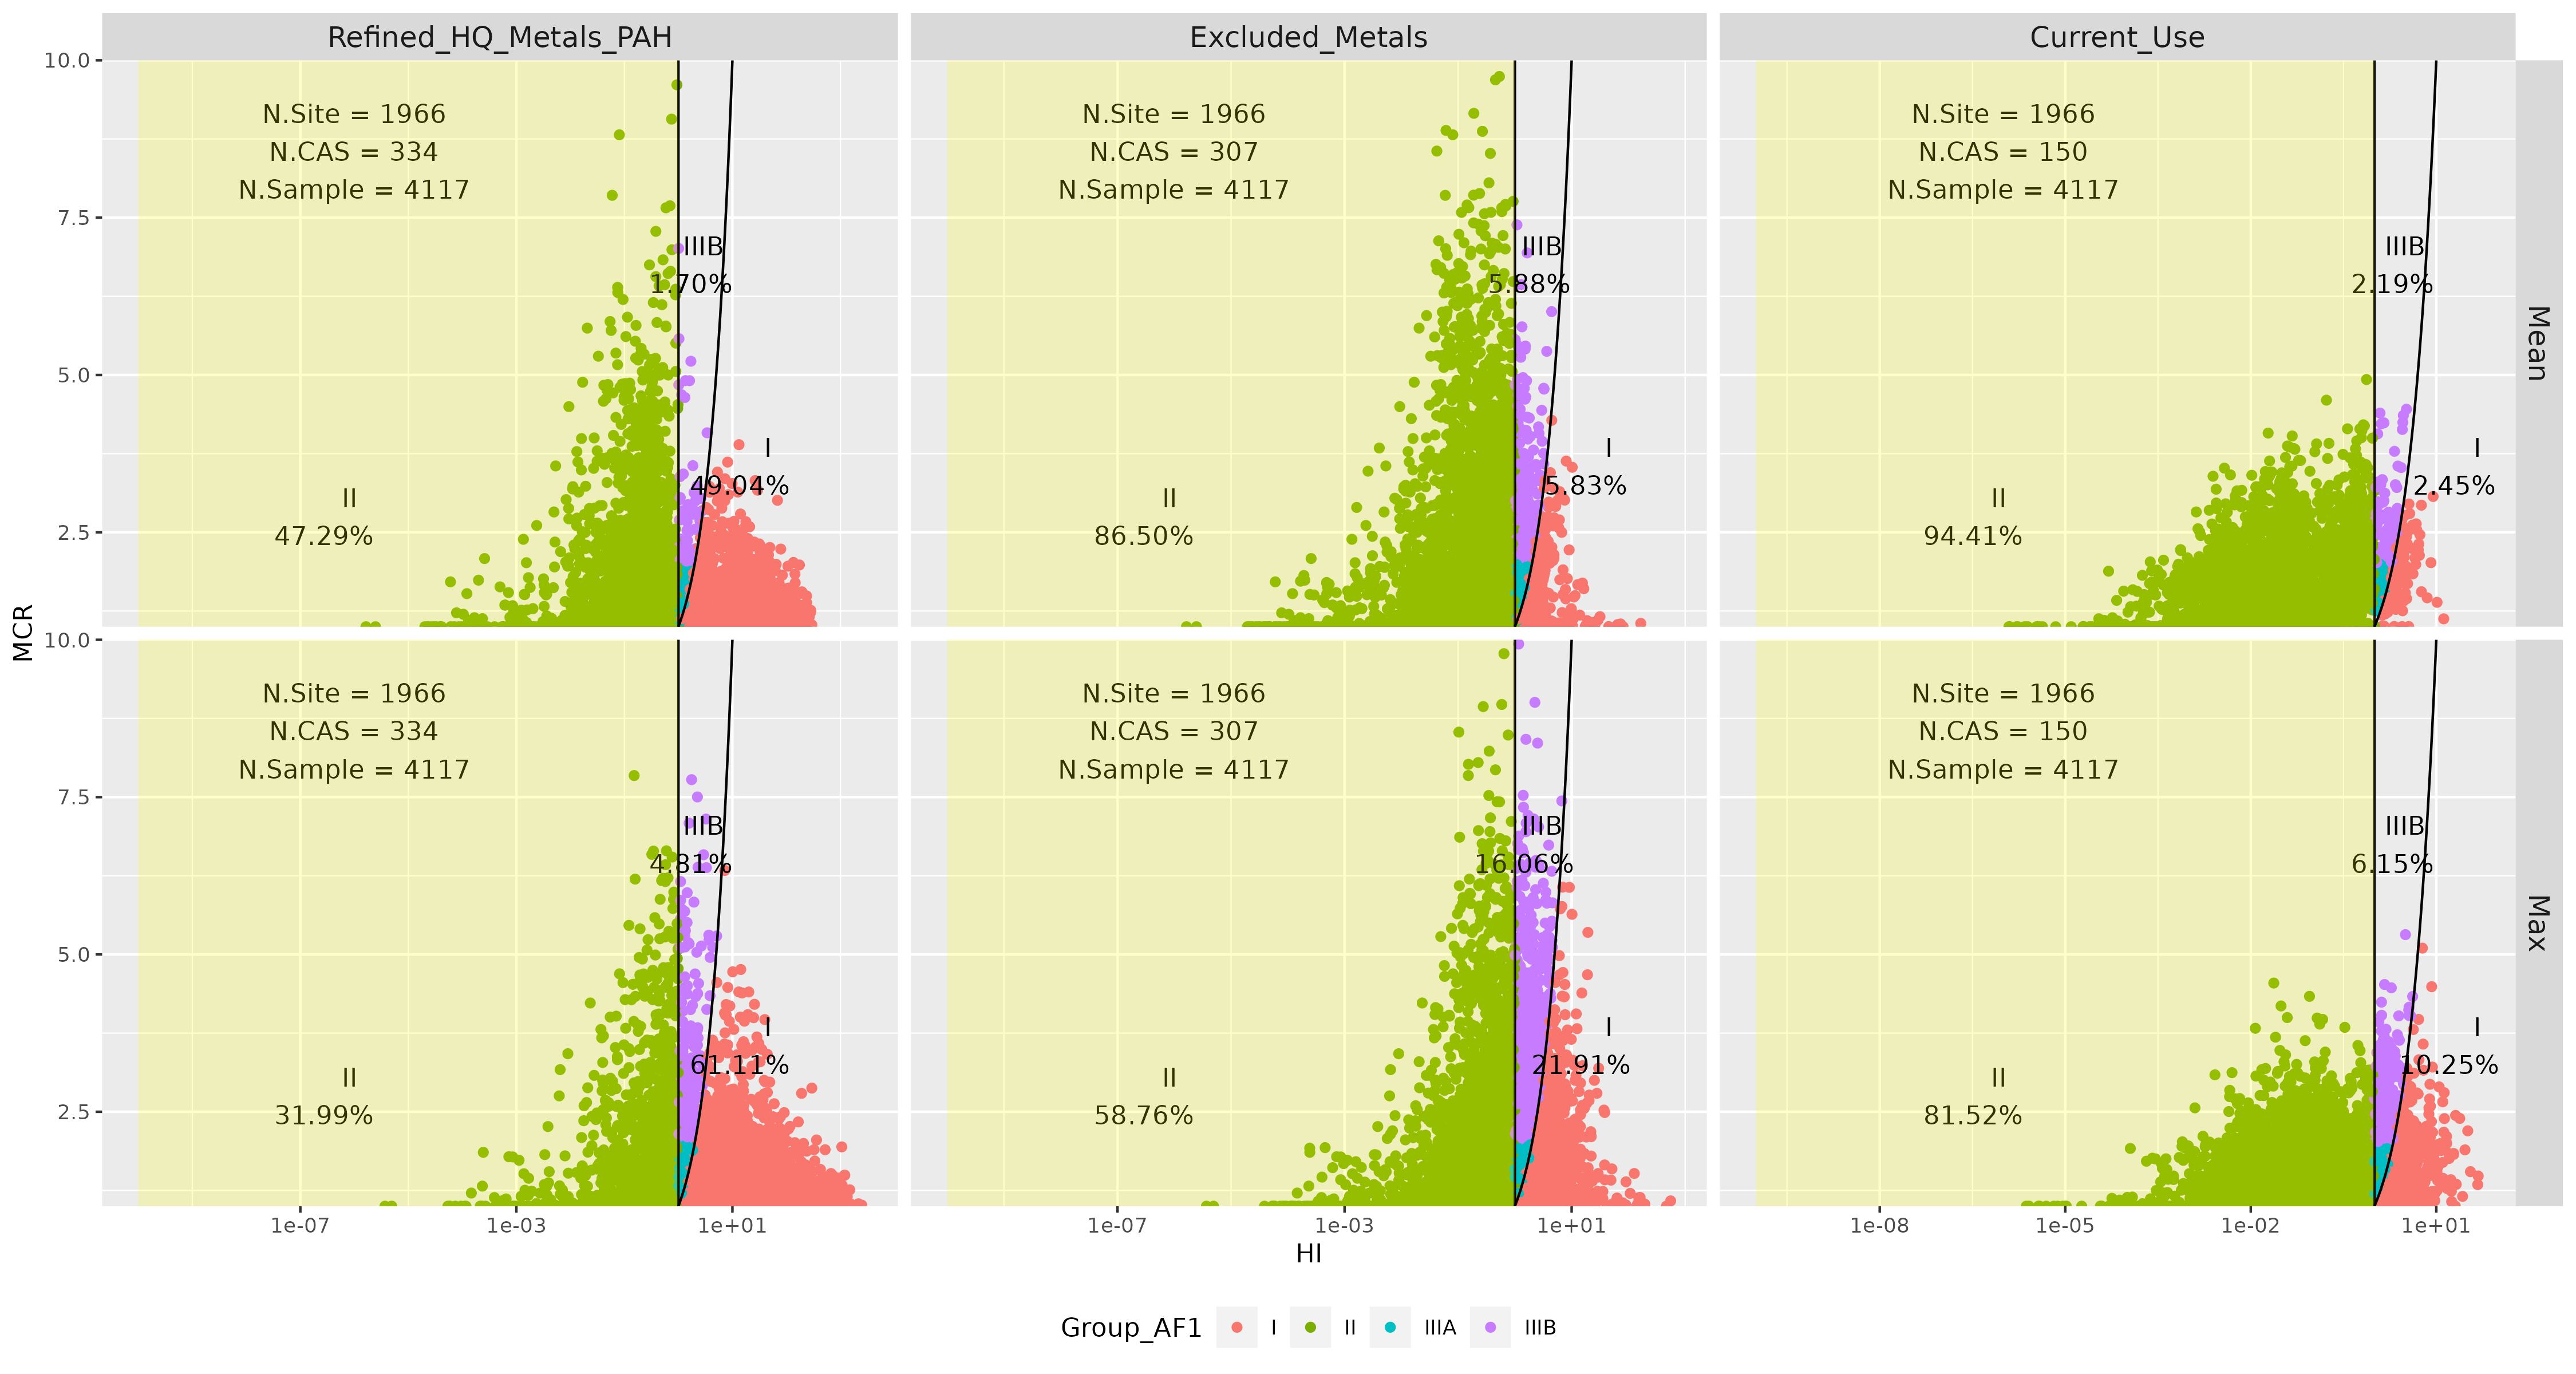 Refined_HQ_Metals_PAH
Excluded_Metals
Current_Use
MCR
10.0
7.5
5.0
2.5
N.Site = 1966
N.CAS = 334
N.Sample = 4117
IIIB
1.70%
I
49.04%
II
47.29%
N.Site = 1966
N.CAS = 307
N.Sample = 4117
IIIB
5.88%
I
5.83%
II
86.50%
N.Site = 1966
N.CAS = 150
N.Sample = 4117
IIIB
2.19%
I
2.45%
II
94.41%
Mean
10.0
7.5
5.0
2.5
N.Site = 1966
N.CAS = 334
N.Sample = 4117
IIIB
4.81%
I
61.11%
II
31.99%
N.Site = 1966
N.CAS = 307
N.Sample = 4117
IIIB
16.06%
I
21.91%
II
58.76%
N.Site = 1966
N.CAS = 150
N.Sample = 4117
IIIB
6.15%
I
10.25%
II
81.52%
Max
1e-07 1e-03 1e+01
1e-07 1e-03 1e+01
1e-08 1e-05 1e-02 1e+01
HI
Group_AF1 I II IIIA IIIB